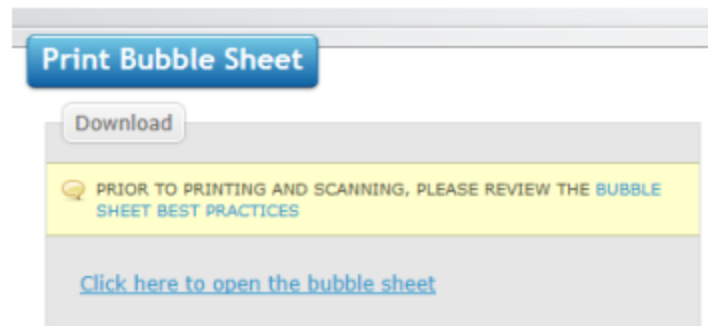 Print Bubble Sheet
Download
PRIOR TO PRINTING AND SCANNING, PLEASE REVIEW THE BUBBLE
SHEET BEST PRACTICES
Click here to open the bubble sheet